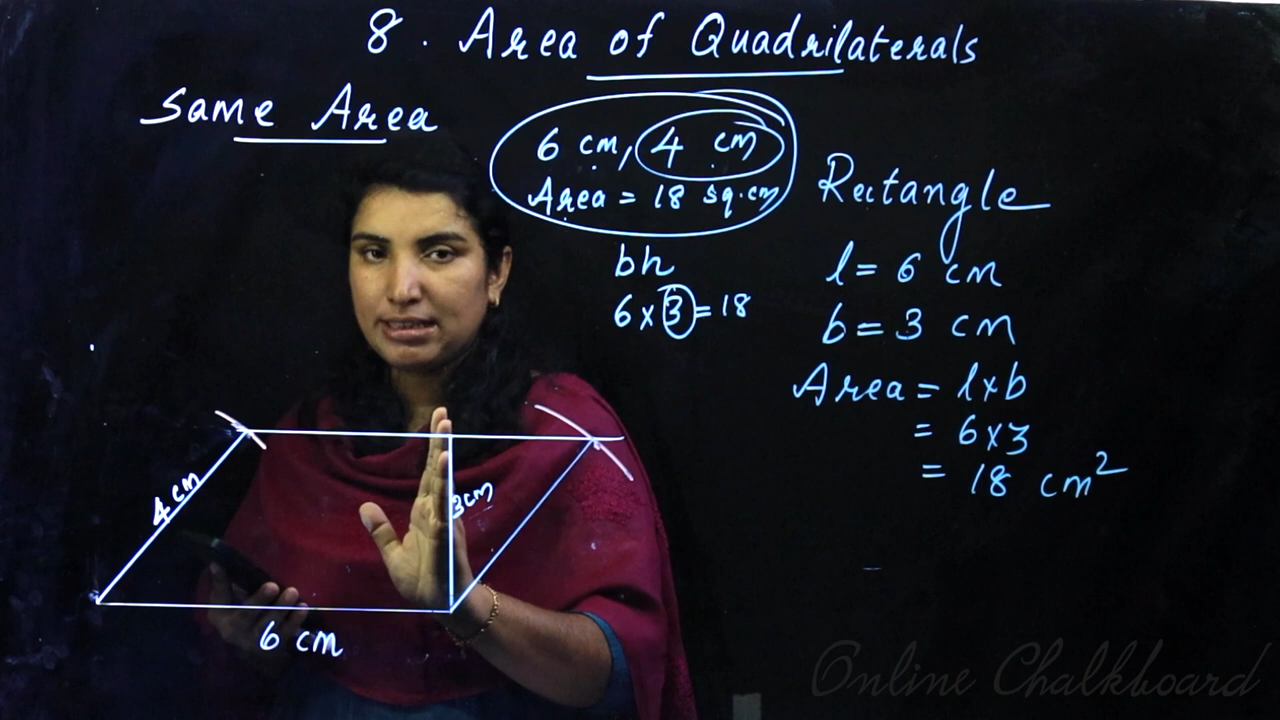 8. Area of Quadrilaterals
Same Area
6 cm, 4 cm
Area = 18 sq.cm
bh
6 x 3 = 18
Rectangle
l = 6 cm
b = 3 cm
Area = l x b
= 6 x 3
= 18 cm²
4 cm
3cm
6 cm
Online Chalkboard